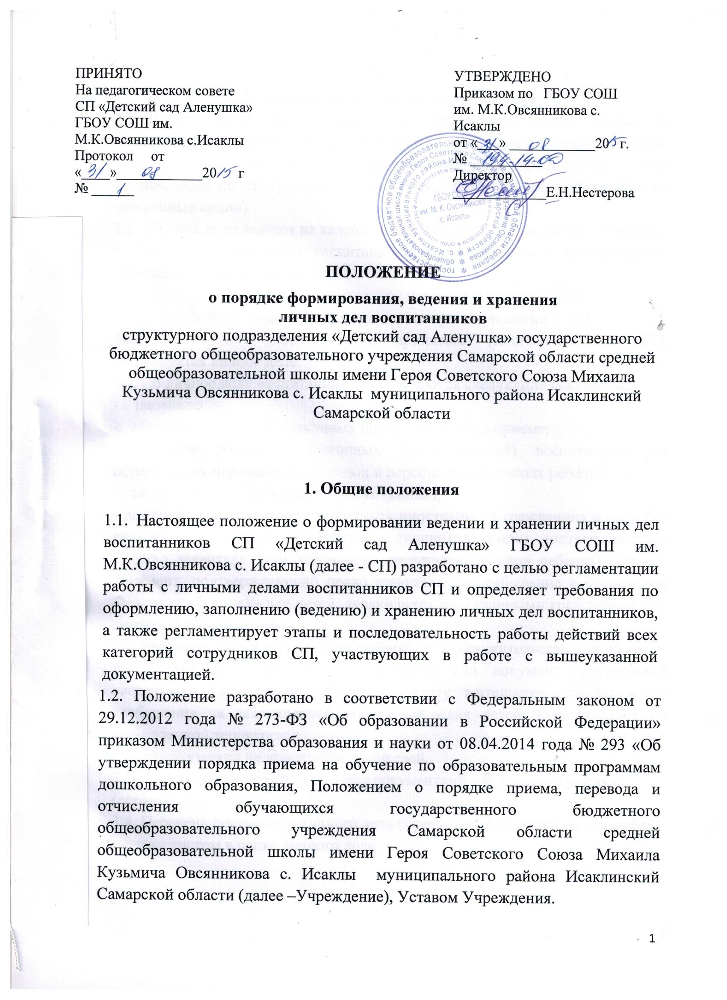 ПРИНЯТО
На педагогическом совете
СП «Детский сад Аленушка»
ГБОУ СОШ им.
М.К.Овсянникова с.Исаклы
Протокол от
« 31 » 08 2015 г
№ 1
УТВЕРЖДЕНО
Приказом по ГБОУ СОШ
им. М.К.Овсянникова с.
Исаклы
от « 31 » 08 2015 г.
№ 194-14-ОД
Директор
Е.Н.Нестерова
ГБОУ СОШ
им. М. К. Овсянникова
с. Исаклы
ПОЛОЖЕНИЕ
о порядке формирования, ведения и хранения
личных дел воспитанников
структурного подразделения «Детский сад Аленушка» государственного
бюджетного общеобразовательного учреждения Самарской области средней
общеобразовательной школы имени Героя Советского Союза Михаила
Кузьмича Овсянникова с. Исаклы муниципального района Исаклинский
Самарской области
1. Общие положения
1.1. Настоящее положение о формировании ведении и хранении личных дел
воспитанников СП «Детский сад Аленушка» ГБОУ СОШ им.
М.К.Овсянникова с. Исаклы (далее - СП) разработано с целью регламентации
работы с личными делами воспитанников СП и определяет требования по
оформлению, заполнению (ведению) и хранению личных дел воспитанников,
а также регламентирует этапы и последовательность работы действий всех
категорий сотрудников СП, участвующих в работе с вышеуказанной
документацией.
1.2. Положение разработано в соответствии с Федеральным законом от
29.12.2012 года № 273-ФЗ «Об образовании в Российской Федерации»
приказом Министерства образования и науки от 08.04.2014 года № 293 «Об
утверждении порядка приема на обучение по образовательным программам
дошкольного образования, Положением о порядке приема, перевода и
отчисления обучающихся государственного бюджетного
общеобразовательного учреждения Самарской области средней
общеобразовательной школы имени Героя Советского Союза Михаила
Кузьмича Овсянникова с. Исаклы муниципального района Исаклинский
Самарской области (далее –Учреждение), Уставом Учреждения.
1